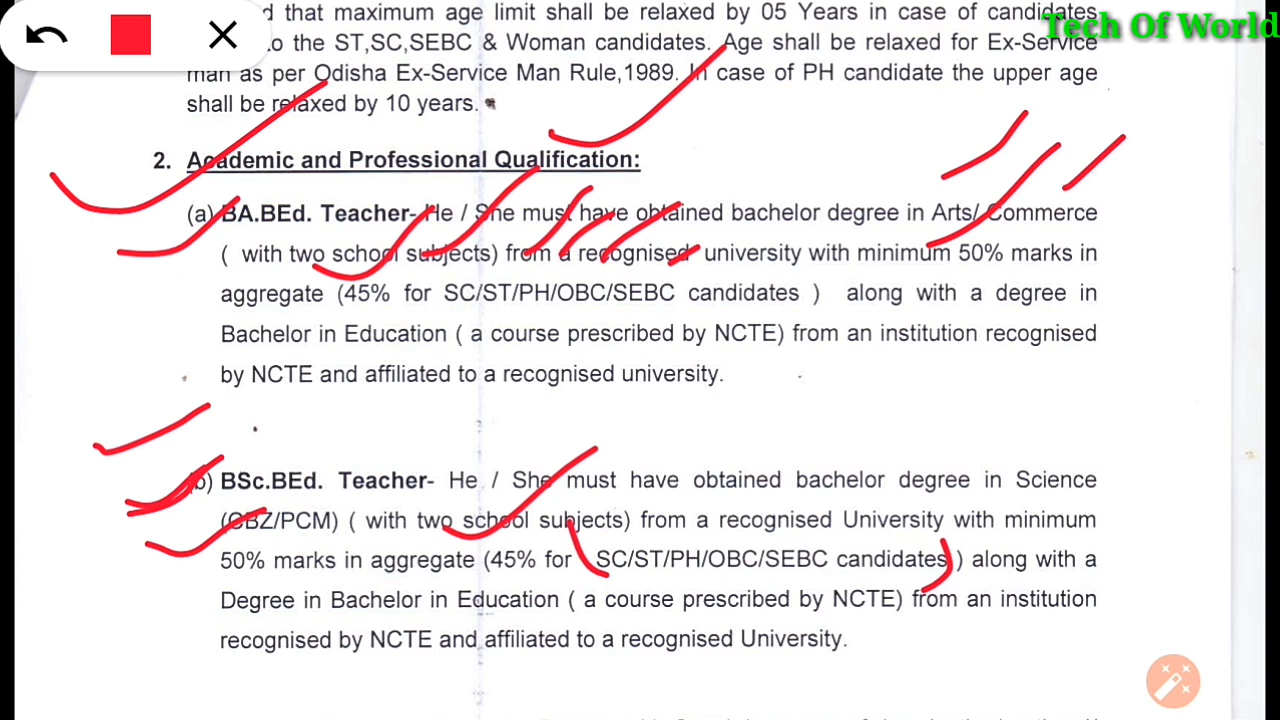 d that maximum age limit shall be relaxed by 05 Years in case of candidates
Tech Of World
o the ST,SC,SEBC & Woman candidates. Age shall be relaxed for Ex-Service
man as per Odisha Ex-Service Man Rule,1989. In case of PH candidate the upper age
shall be relaxed by 10 years.
2. Academic and Professional Qualification:
(a) BA.BEd. Teacher- He / She must have obtained bachelor degree in Arts/ Commerce
( with two school subjects) from a recognised university with minimum 50% marks in
aggregate (45% for SC/ST/PH/OBC/SEBC candidates ) along with a degree in
Bachelor in Education ( a course prescribed by NCTE) from an institution recognised
by NCTE and affiliated to a recognised university.
(b) BSc.BEd. Teacher- He / She must have obtained bachelor degree in Science
(CBZ/PCM) ( with two school subjects) from a recognised University with minimum
50% marks in aggregate (45% for SC/ST/PH/OBC/SEBC candidates ) along with a
Degree in Bachelor in Education ( a course prescribed by NCTE) from an institution
recognised by NCTE and affiliated to a recognised University.